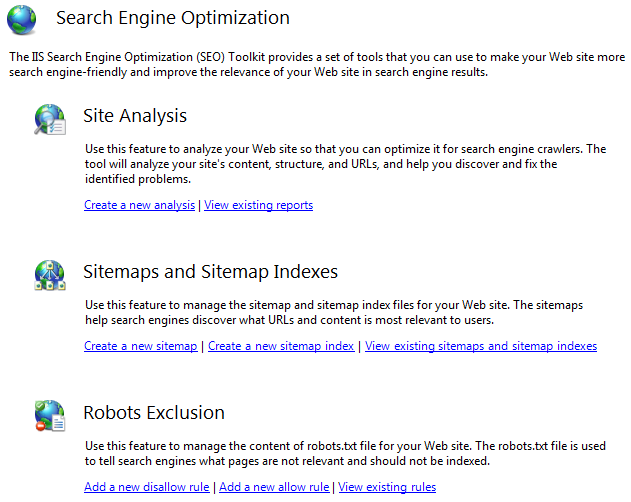 Search Engine Optimization
The IIS Search Engine Optimization (SEO) Toolkit provides a set of tools that you can use to make your Web site more
search engine-friendly and improve the relevance of your Web site in search engine results.
Site Analysis
Use this feature to analyze your Web site so that you can optimize it for search engine crawlers. The
tool will analyze your site's content, structure, and URLs, and help you discover and fix the
identified problems.
Create a new analysis | View existing reports
Sitemaps and Sitemap Indexes
Use this feature to manage the sitemap and sitemap index files for your Web site. The sitemaps
help search engines discover what URLs and content is most relevant to users.
Create a new sitemap | Create a new sitemap index | View existing sitemaps and sitemap indexes
Robots Exclusion
Use this feature to manage the content of robots.txt file for your Web site. The robots.txt file is used
to tell search engines what pages are not relevant and should not be indexed.
Add a new disallow rule | Add a new allow rule | View existing rules